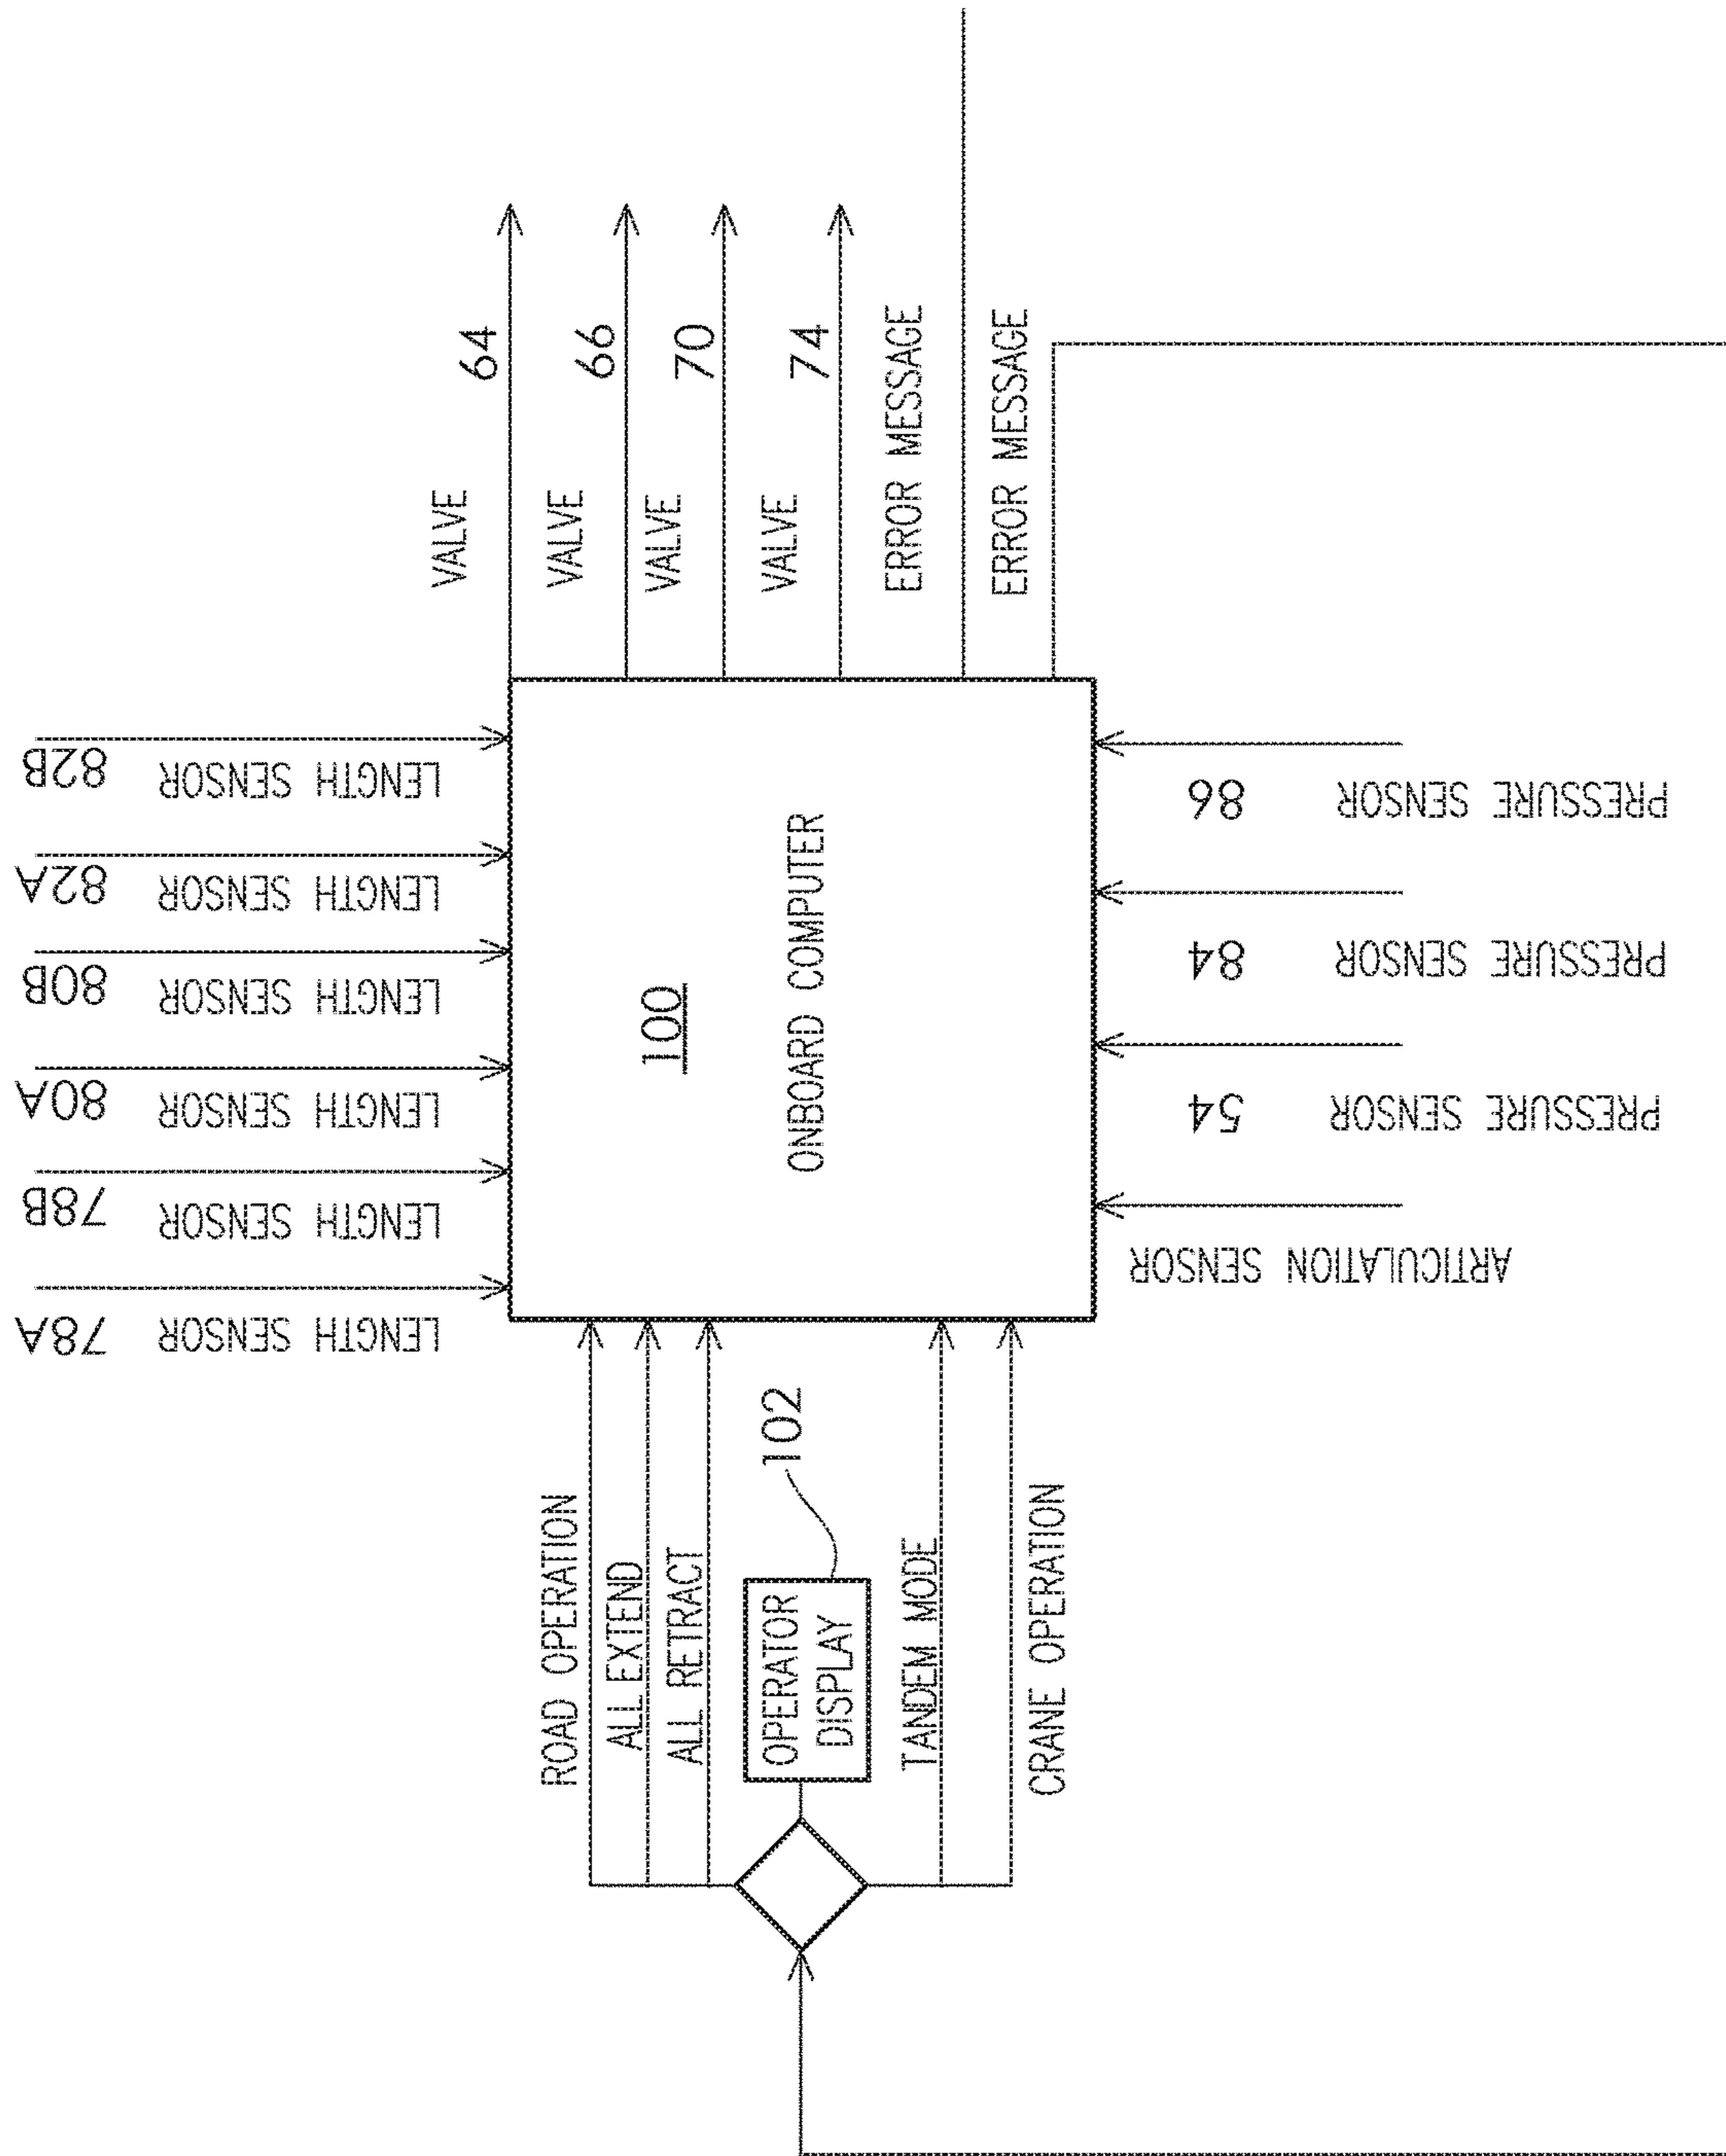 LENGTH SENSOR 78A
LENGTH SENSOR 78B
LENGTH SENSOR 80A
LENGTH SENSOR 80B
LENGTH SENSOR 82A
LENGTH SENSOR 82B
ROAD OPERATION
ALL EXTEND
ALL RETRACT
OPERATOR
DISPLAY
102
TANDEM MODE
CRANE OPERATION
100
ONBOARD COMPUTER
VALVE 64
VALVE 66
VALVE 70
VALVE 74
ERROR MESSAGE
ERROR MESSAGE
ARTICULATION SENSOR
PRESSURE SENSOR 54
PRESSURE SENSOR 84
PRESSURE SENSOR 86